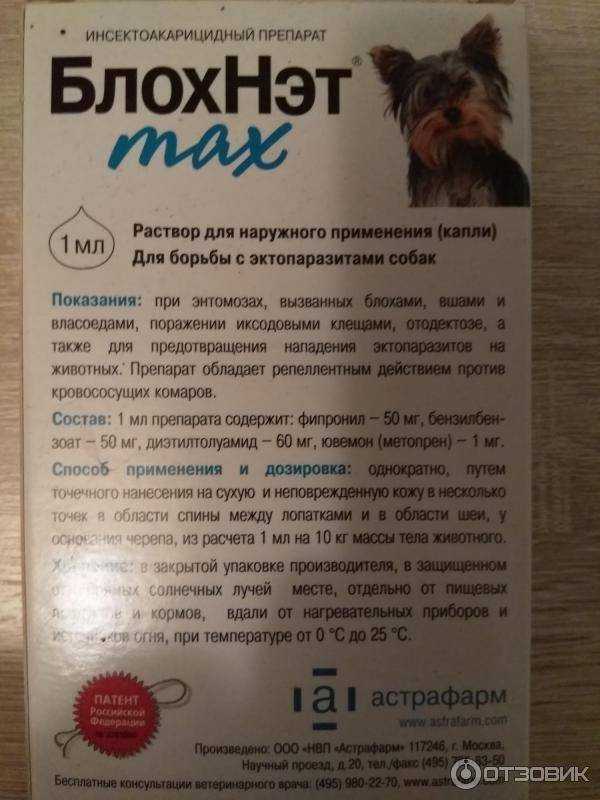 ИНСЕКТОАКАРИЦИДНЫЙ ПРЕПАРАТ
БлохНэт®
max
1 мл
Раствор для наружного применения (капли)
Для борьбы с эктопаразитами собак
Показания: при энтомозах, вызванных блохами, вшами и
власоедами, поражении иксодовыми клещами, отодектозе, а
также для предотвращения нападения эктопаразитов на
животных. Препарат обладает репеллентным действием против
кровососущих комаров.
Состав: 1 мл препарата содержит: фипронил – 50 мг, бензилбен-
зоат – 50 мг, диэтилтолуамид – 60 мг, ювемон (метопрен) – 1 мг.
Способ применения и дозировка: однократно, путем
точечного нанесения на сухую и неповрежденную кожу в несколько
точек в области спины между лопатками и в области шеи, у
основания черепа, из расчета 1 мл на 10 кг массы тела животного.
в закрытой упаковке производителя, в защищенном
солнечных лучей месте, отдельно от пищевых
и кормов, вдали от нагревательных приборов и
огня, при температуре от 0 °С до 25 °С.
ПАТЕНТ
Российской
Федерации
|a| астрафарм
www.astrafarm.com
Произведено: ООО «НВП «Астрафарм» 117246, г. Москва,
Научный проезд, д.20, тел./факс (495)
Бесплатные консультации ветеринарного врача: (495) 980-22-70,
ОТЗОВИК